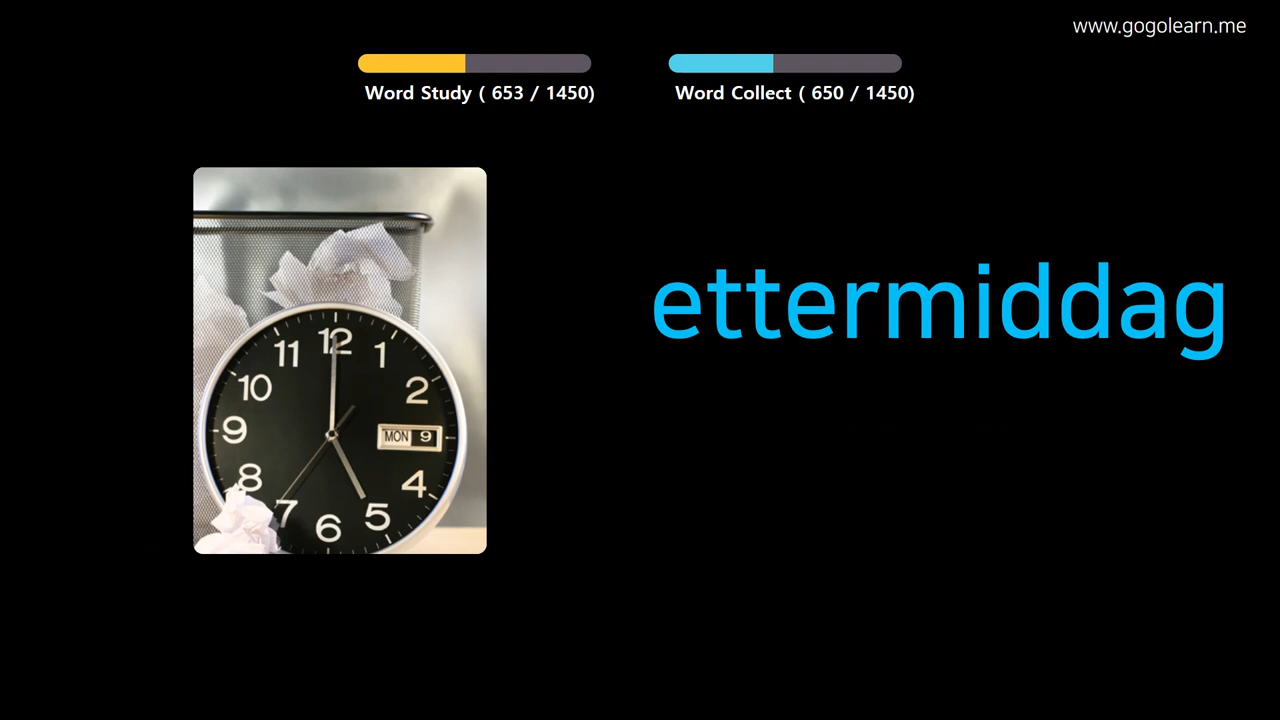 www.gogolearn.me
Word Study ( 653 / 1450)
Word Collect ( 650 / 1450)
ettermiddag
12
11
1
10
2
9
MON 9
8
4
7
5
6